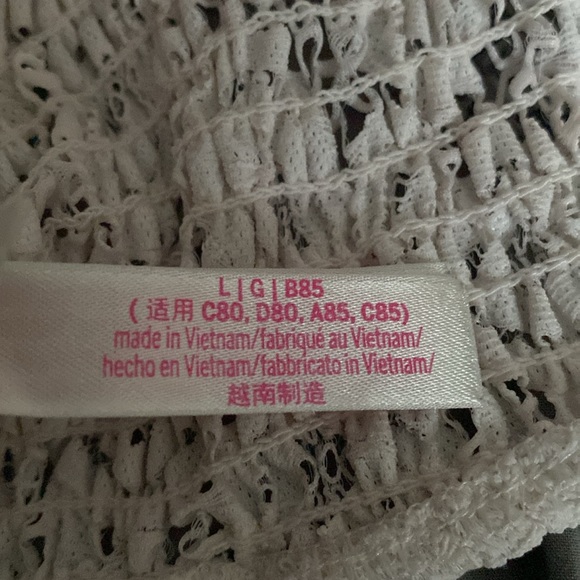 L | G | B85
( 适用 C80, D80, A85, C85)
made in Vietnam/fabriqué au Vietnam/
hecho en Vietnam/fabbricato in Vietnam/
越南制造